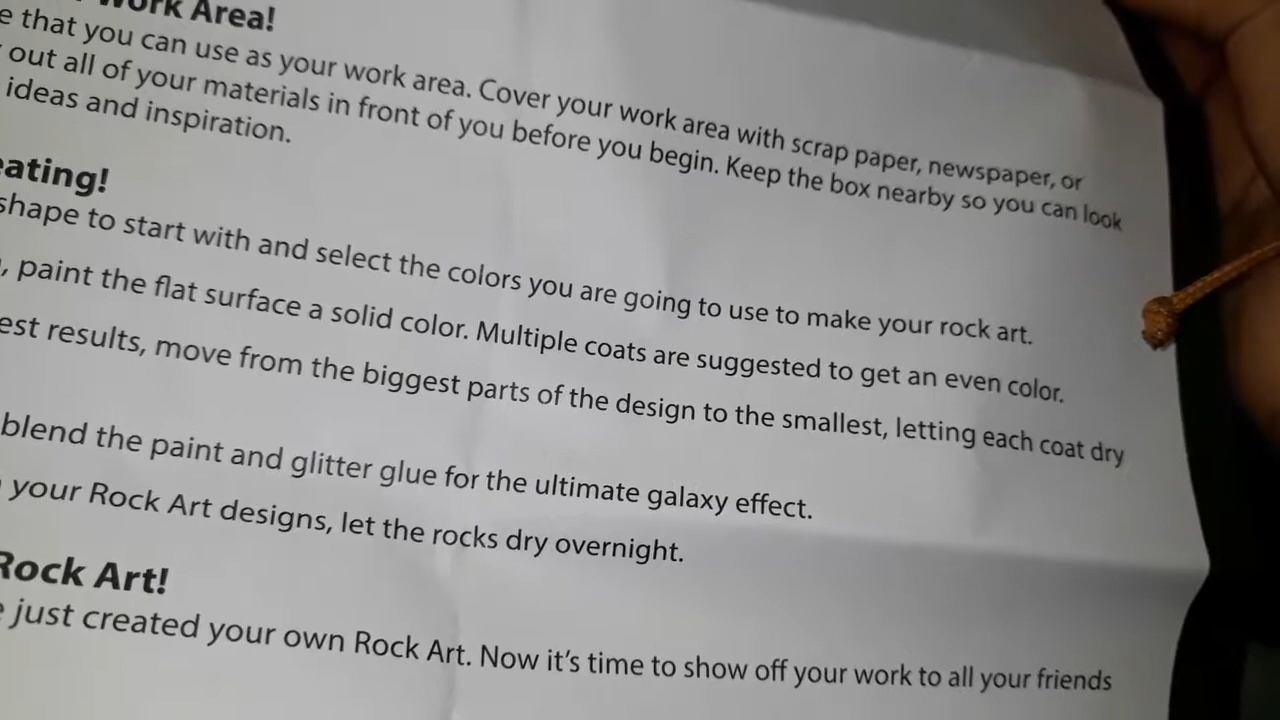 Work Area!
e that you can use as your work area. Cover your work area with scrap paper, newspaper, or
out all of your materials in front of you before you begin. Keep the box nearby so you can look
ideas and inspiration.
eating!
shape to start with and select the colors you are going to use to make your rock art.
, paint the flat surface a solid color. Multiple coats are suggested to get an even color.
est results, move from the biggest parts of the design to the smallest, letting each coat dry
blend the paint and glitter glue for the ultimate galaxy effect.
your Rock Art designs, let the rocks dry overnight.
Rock Art!
just created your own Rock Art. Now it's time to show off your work to all your friends